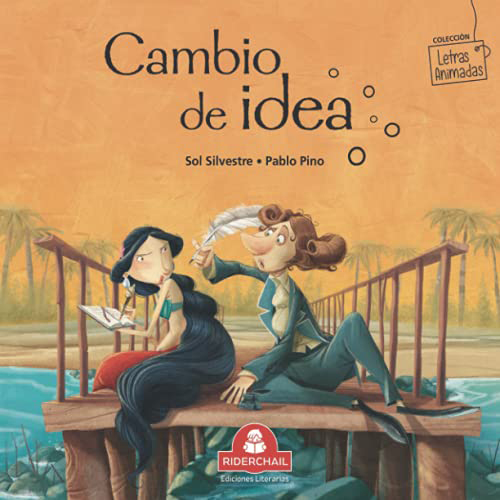 Cambio
de idea
COLECCIÓN
Letras
Animadas
Sol Silvestre • Pablo Pino
RIDERCHAIL
Ediciones Literarias